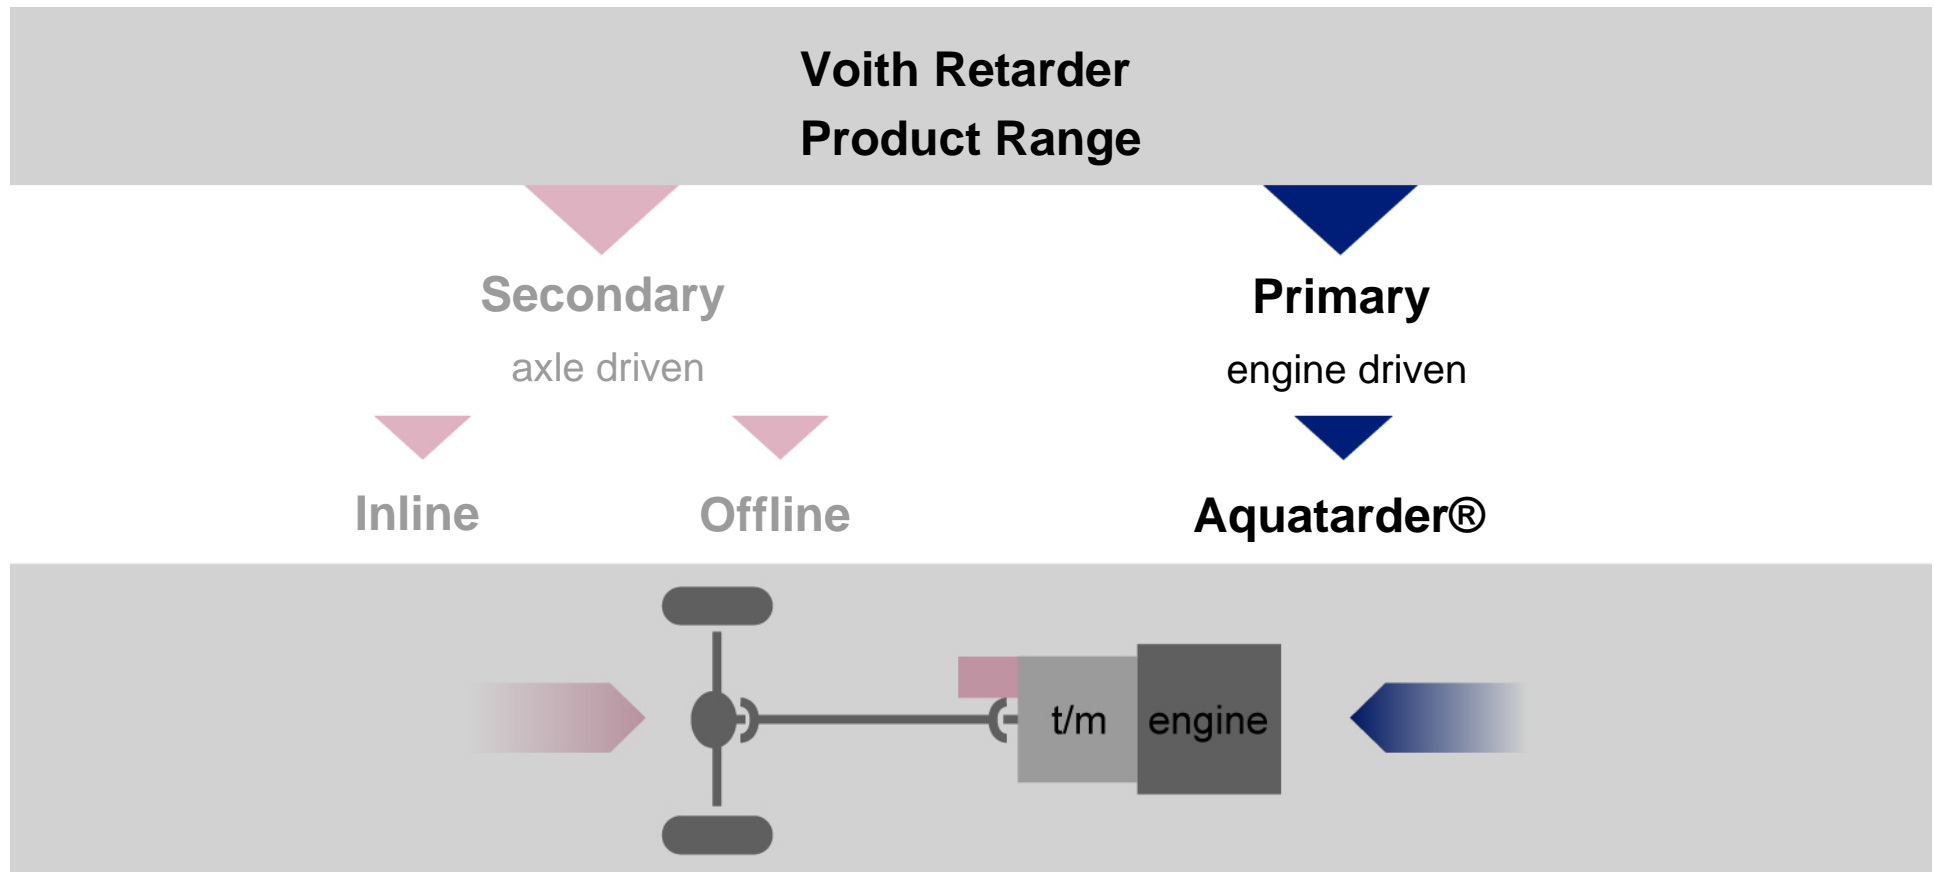 Voith Retarder
Product Range
Secondary
Primary
axle driven
engine driven
Inline
Offline
Aquatarder®
t/m
engine